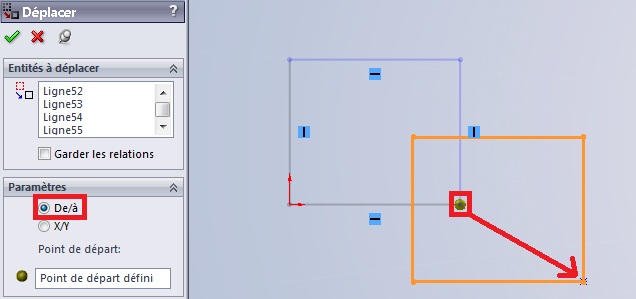 Déplacer
?
Entités à déplacer
Ligne52
Ligne53
Ligne54
Ligne55
Garder les relations
Paramètres
De/à
X/Y
Point de départ:
Point de départ défini